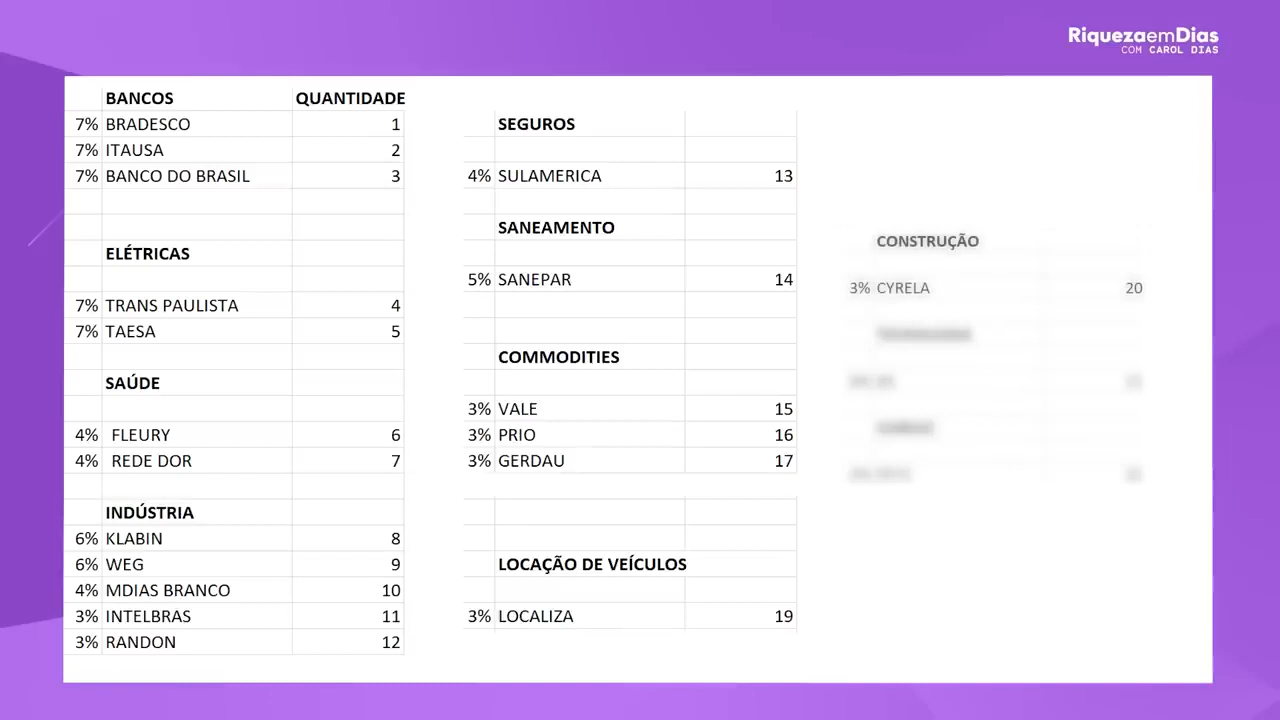 RiquezaemDias
COM CAROL DIAS
BANCOS QUANTIDADE
7% BRADESCO 1
7% ITAUSA 2
7% BANCO DO BRASIL 3
ELÉTRICAS
7% TRANS PAULISTA 4
7% TAESA 5
SAÚDE
4% FLEURY 6
4% REDE DOR 7
INDÚSTRIA
6% KLABIN 8
6% WEG 9
4% MDIAS BRANCO 10
3% INTELBRAS 11
3% RANDON 12
SEGUROS
4% SULAMERICA 13
SANEAMENTO
5% SANEPAR 14
COMMODITIES
3% VALE 15
3% PRIO 16
3% GERDAU 17
LOCAÇÃO DE VEÍCULOS
3% LOCALIZA 19
CONSTRUÇÃO
3% CYRELA 20